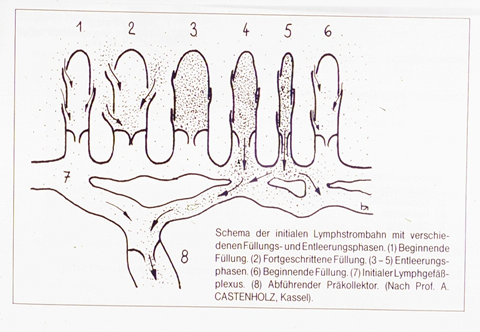 1 2 3 4 5 6
7
8
Schema der initialen Lymphstrombahn mit verschie-
denen Füllungs- und Entleerungsphasen. (1) Beginnende
Füllung. (2) Fortgeschrittene Füllung. (3 – 5) Entleerungs-
phasen. (6) Beginnende Füllung. (7) Initialer Lymphgefäß-
plexus. (8) Abführender Präkollektor. (Nach Prof. A.
CASTENHOLZ, Kassel).